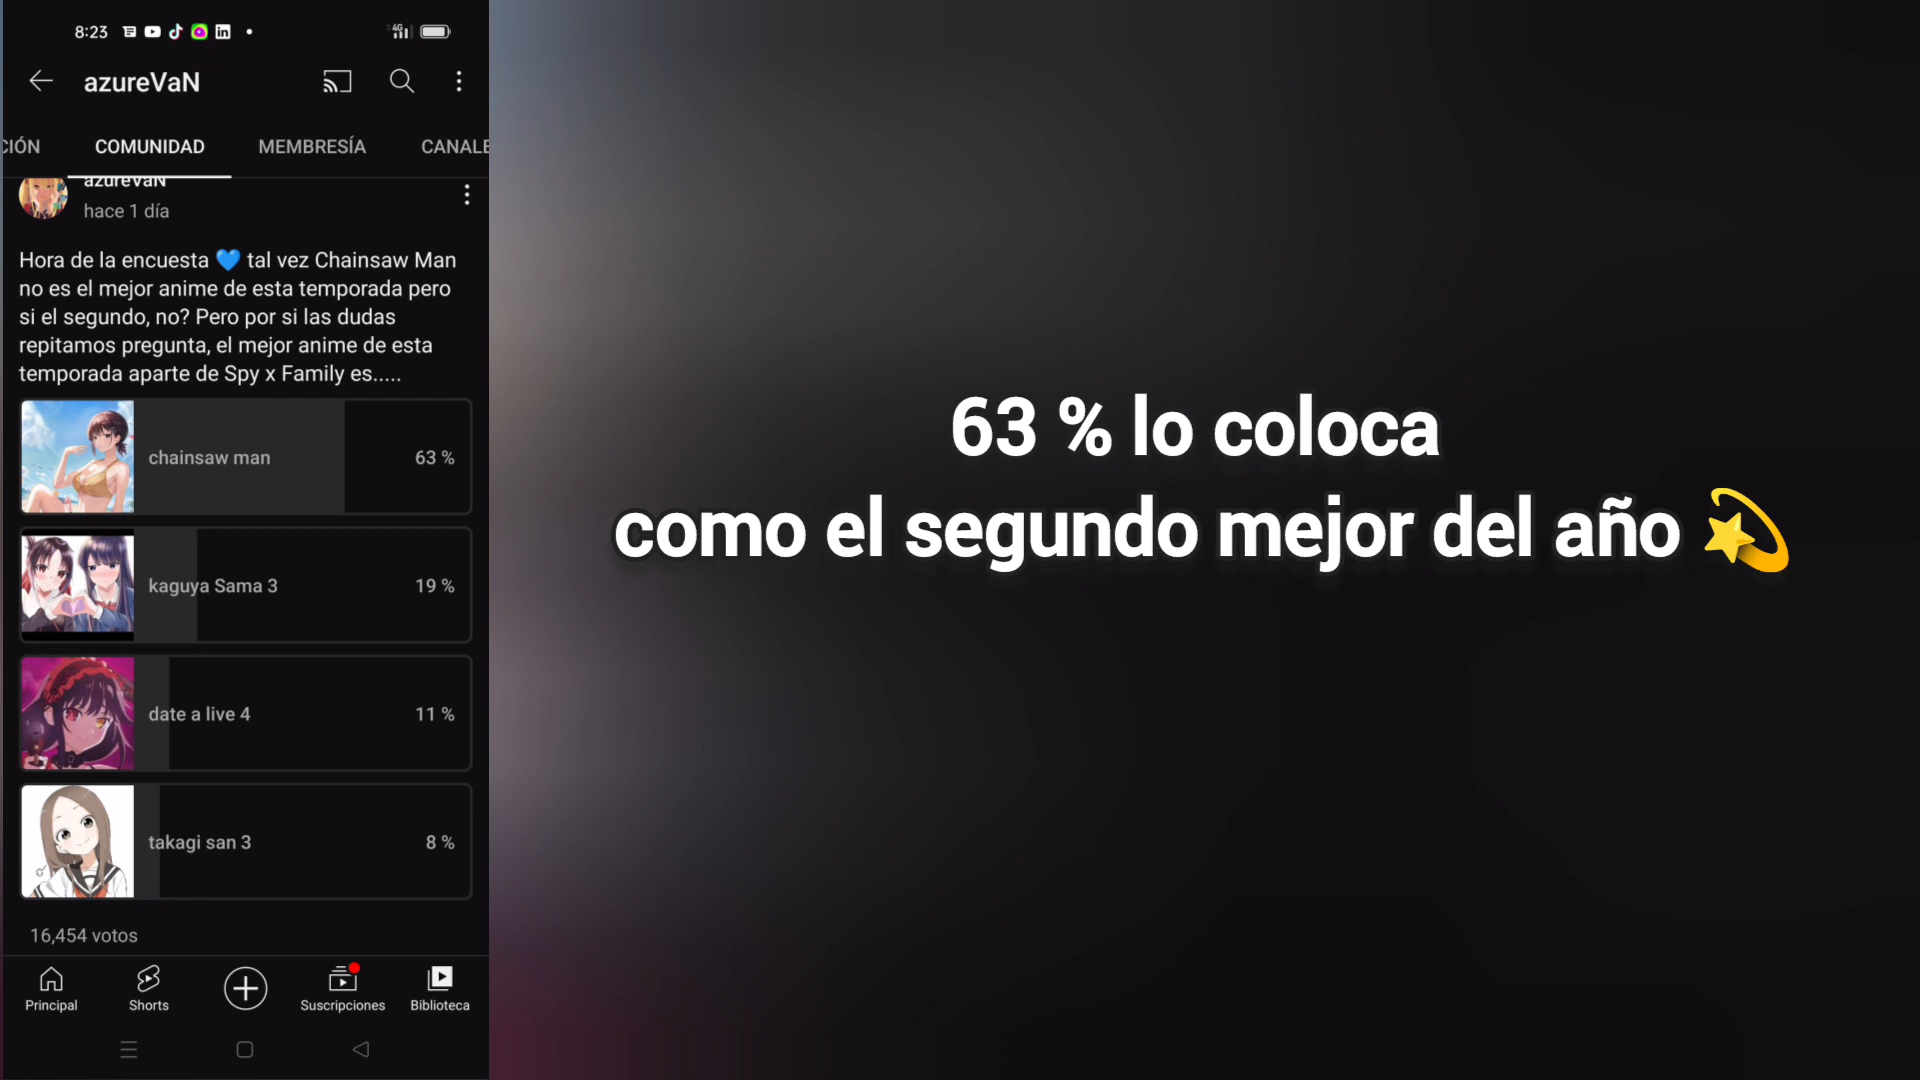 8:23
4G
azureVaN
CIÓN COMUNIDAD MEMBRESÍA CANALE
azureVaN
hace 1 día
Hora de la encuesta 💙 tal vez Chainsaw Man
no es el mejor anime de esta temporada pero
si el segundo, no? Pero por si las dudas
repitamos pregunta, el mejor anime de esta
temporada aparte de Spy x Family es.....
chainsaw man 63 %
kaguya Sama 3 19 %
date a live 4 11 %
takagi san 3 8 %
16,454 votos
Principal Shorts Suscripciones Biblioteca
63 % lo coloca
como el segundo mejor del año 💫